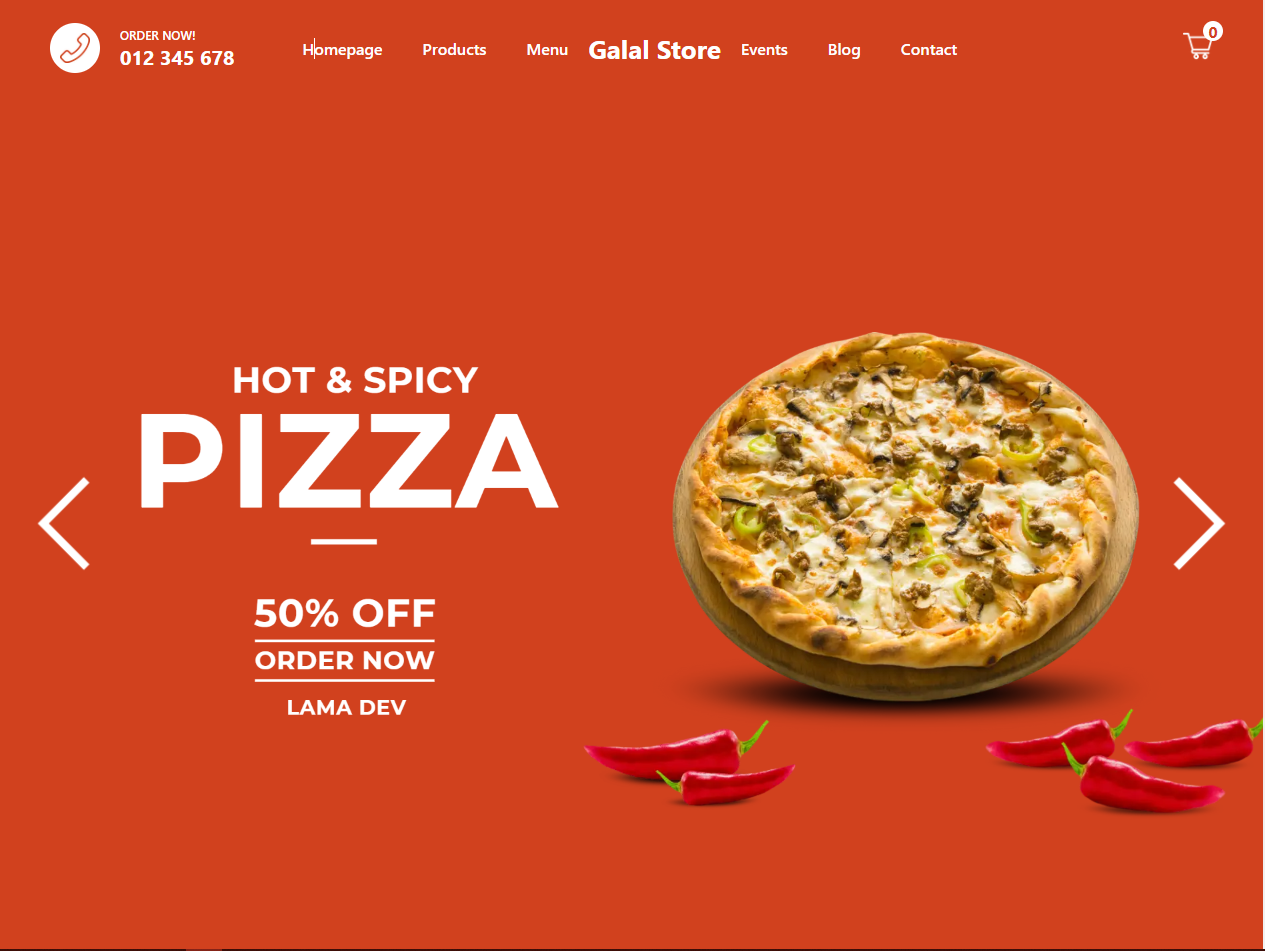 ORDER NOW!
012 345 678
Homepage Products Menu Galal Store Events Blog Contact
0
HOT & SPICY
PIZZA
50% OFF
ORDER NOW
LAMA DEV